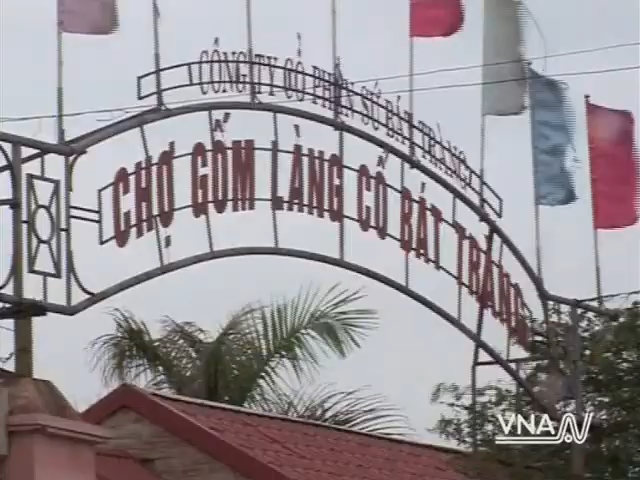 CÔNG TY CỔ PHẦN SỨ BÁT TRÀNG
CHỢ GỐM LÀNG CỔ BÁT TRÀNG
VNA